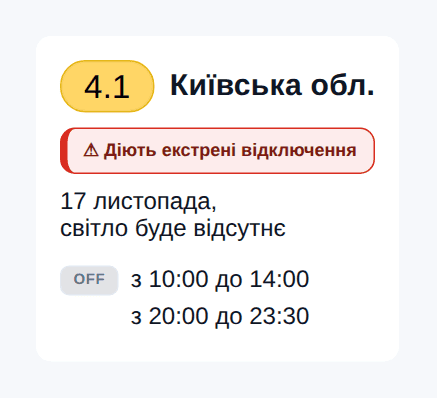 4.1 Київська обл.
⚠ Діють екстрені відключення
17 листопада,
світло буде відсутнє
OFF з 10:00 до 14:00
з 20:00 до 23:30